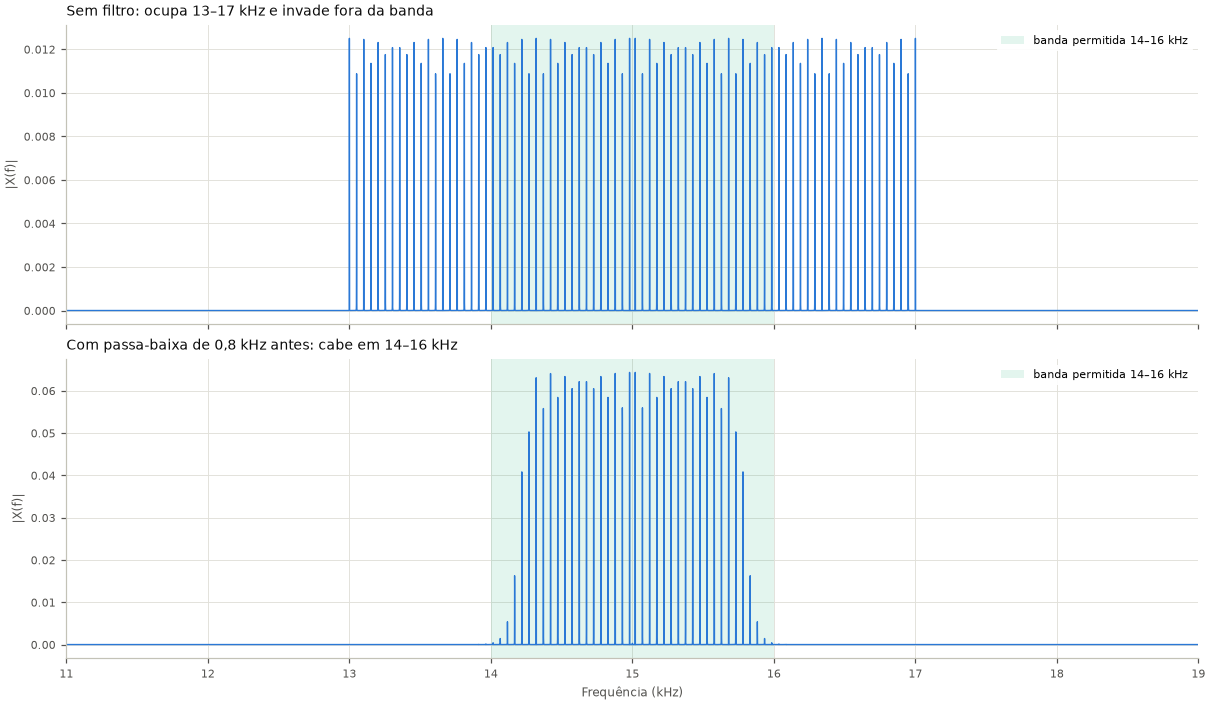 Sem filtro: ocupa 13–17 kHz e invade fora da banda
banda permitida 14–16 kHz
0.012
0.010
0.008
0.006
0.004
0.002
0.000
|X(f)|
Com passa-baixa de 0,8 kHz antes: cabe em 14–16 kHz
banda permitida 14–16 kHz
0.06
0.05
0.04
0.03
0.02
0.01
0.00
|X(f)|
11 12 13 14 15 16 17 18 19
Frequência (kHz)